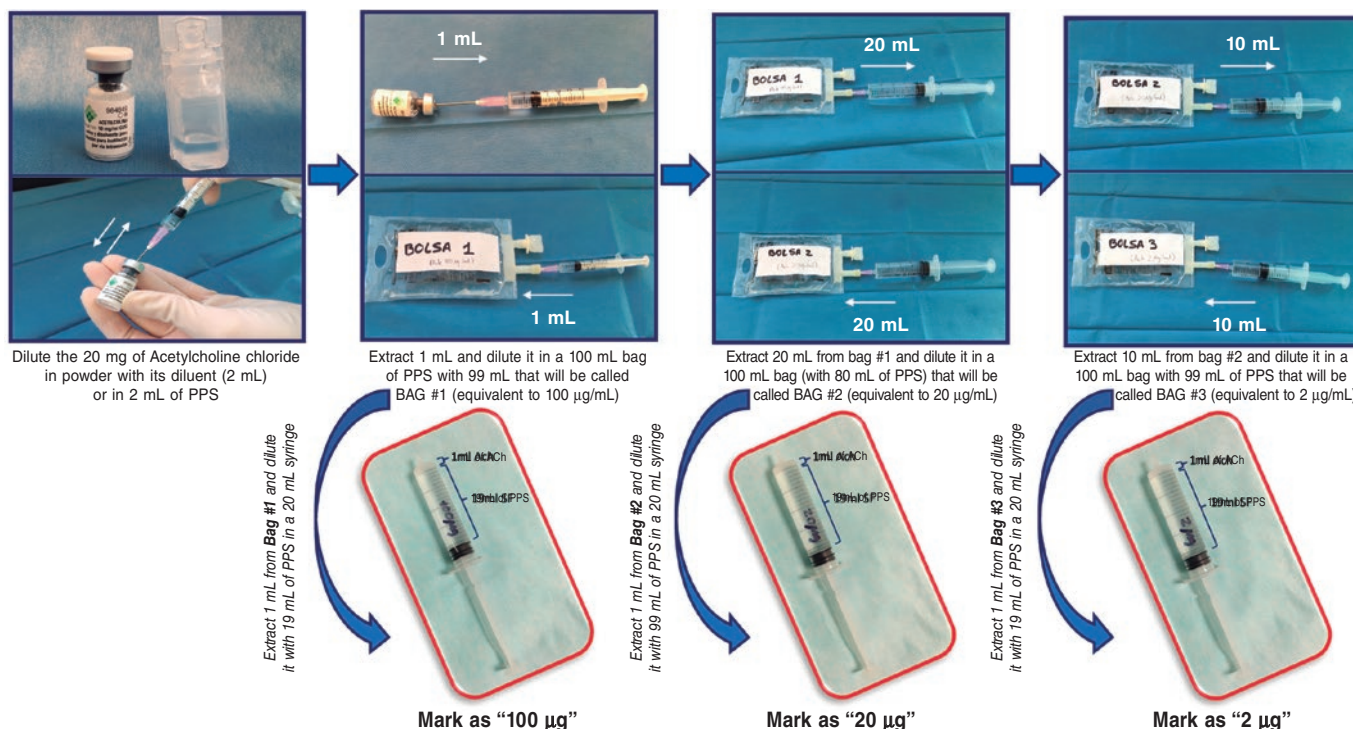 1 mL
20 mL
10 mL
BOLSA 1
BOLSA 2
ACETILCOLINA
BOLSA 1
BOLSA 2
BOLSA 3
1 mL
20 mL
10 mL
Dilute the 20 mg of Acetylcholine chloride
in powder with its diluent (2 mL)
or in 2 mL of PPS
Extract 1 mL and dilute it in a 100 mL bag
of PPS with 99 mL that will be called
BAG #1 (equivalent to 100 μg/mL)
Extract 20 mL from bag #1 and dilute it in a
100 mL bag (with 80 mL of PPS) that will be
called BAG #2 (equivalent to 20 μg/mL)
Extract 10 mL from bag #2 and dilute it in a
100 mL bag with 99 mL of PPS that will be
called BAG #3 (equivalent to 2 μg/mL)
Extract 1 mL from Bag #1 and dilute
it with 19 mL of PPS in a 20 mL syringe
Extract 1 mL from Bag #2 and dilute
it with 99 mL of PPS in a 20 mL syringe
Extract 1 mL from Bag #3 and dilute
it with 19 mL of PPS in a 20 mL syringe
Mark as “100 μg”
Mark as “20 μg”
Mark as “2 μg”